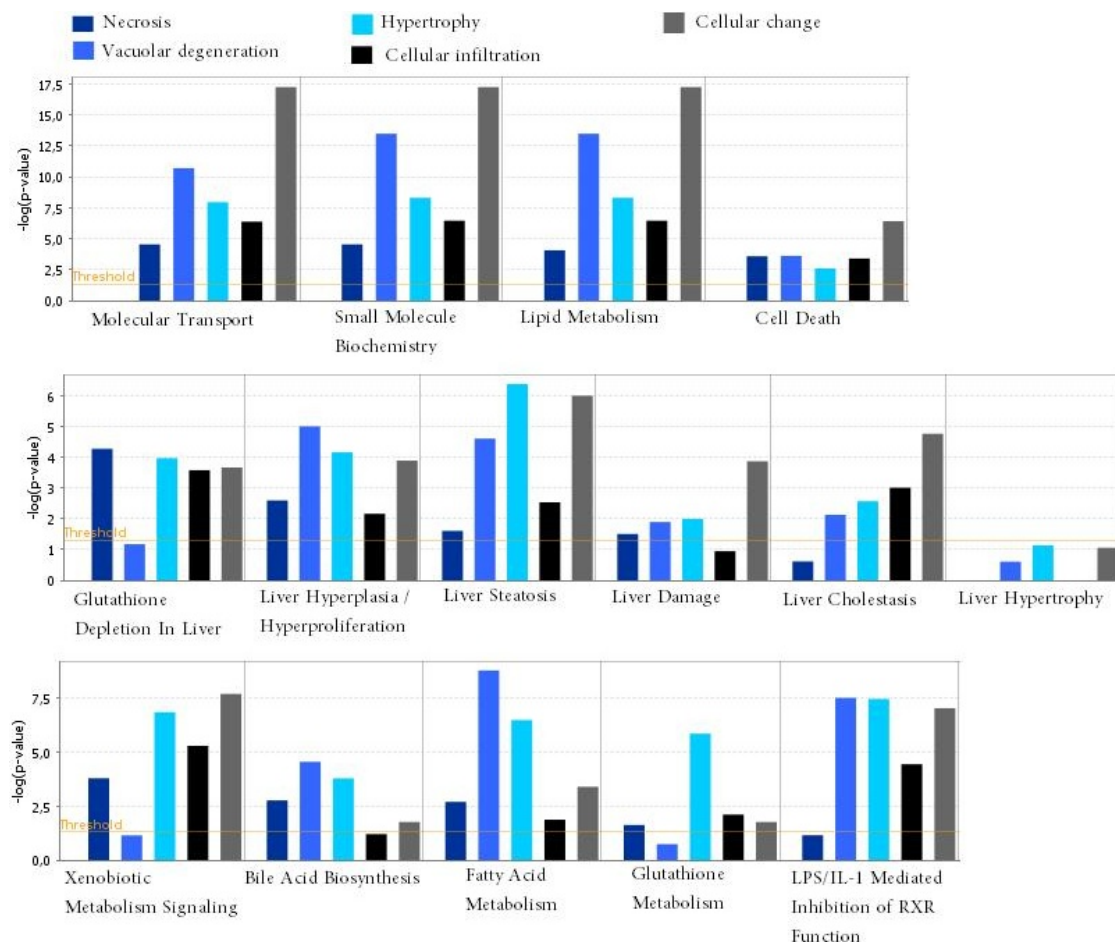 Necrosis
Hypertrophy
Cellular change
Vacuolar degeneration
Cellular infiltration
-log(p-value)
17,5
15,0
12,5
10,0
7,5
5,0
2,5
0,0
Threshold
Molecular Transport
Small Molecule
Biochemistry
Lipid Metabolism
Cell Death
-log(p-value)
6
5
4
3
2
1
0
Threshold
Glutathione
Depletion In Liver
Liver Hyperplasia /
Hyperproliferation
Liver Steatosis
Liver Damage
Liver Cholestasis
Liver Hypertrophy
-log(p-value)
7,5
5,0
2,5
0,0
Threshold
Xenobiotic
Metabolism Signaling
Bile Acid Biosynthesis
Fatty Acid
Metabolism
Glutathione
Metabolism
LPS/IL-1 Mediated
Inhibition of RXR
Function